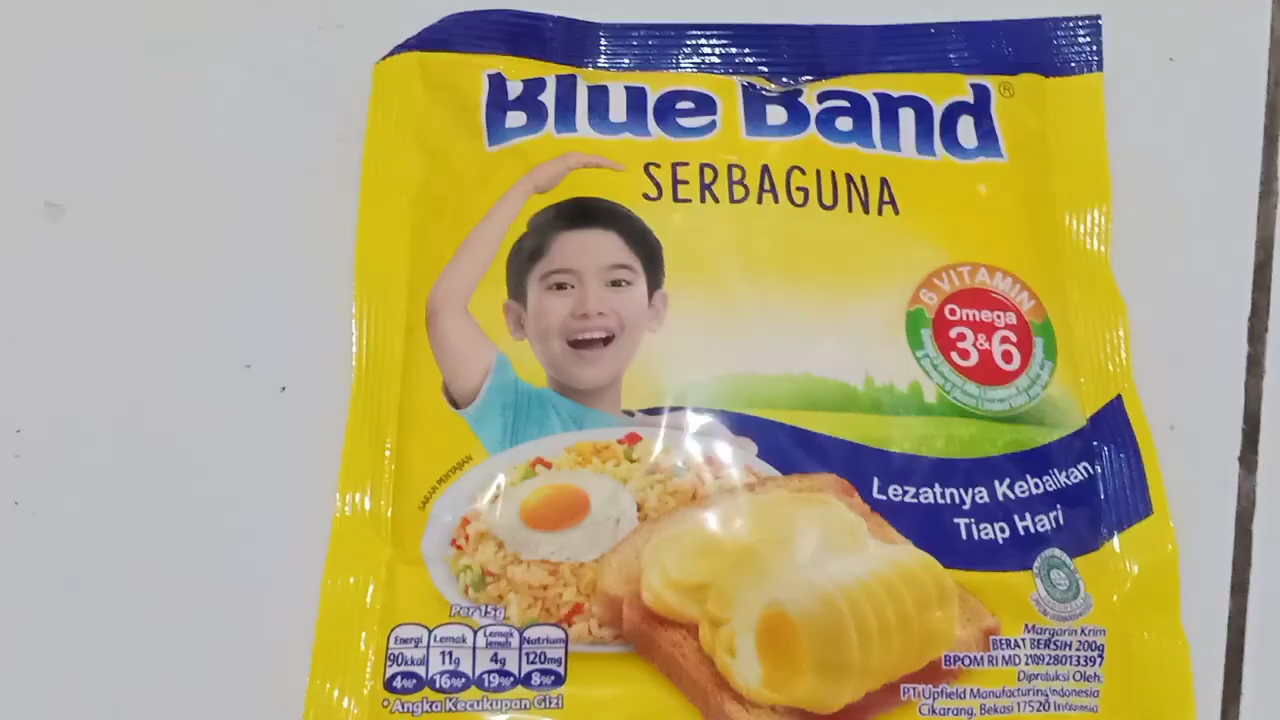 Blue Band®
SERBAGUNA
6 VITAMIN
Omega
3&6
Lezatnya Kebaikan
Tiap Hari
SARAN PENYAJIAN
Per 15g
Energi Lemak Lemak Jenuh Natrium
90kkal 11g 4g 120mg
4%* 16%* 19%* 8%*
*Angka Kecukupan Gizi
Margarin Krim
BERAT BERSIH 200g
BPOM RI MD 210928013397
Diproduksi Oleh:
PT Upfield Manufacturing Indonesia
Cikarang, Bekasi 17520 Indonesia